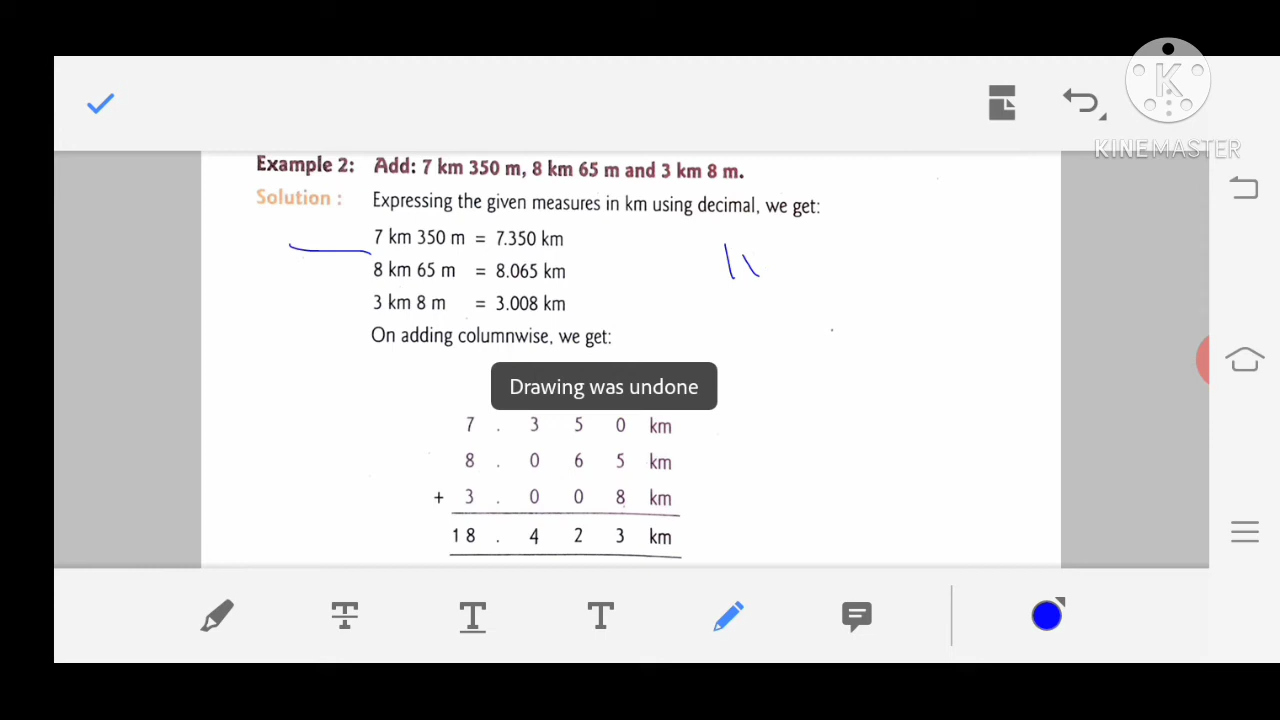 KINEMASTER
Example 2: Add: 7 km 350 m, 8 km 65 m and 3 km 8 m.
Solution : Expressing the given measures in km using decimal, we get:
7 km 350 m = 7.350 km
8 km 65 m = 8.065 km
3 km 8 m = 3.008 km
On adding columnwise, we get:
Drawing was undone
7 . 3 5 0 km
8 . 0 6 5 km
+ 3 . 0 0 8 km
18 . 4 2 3 km